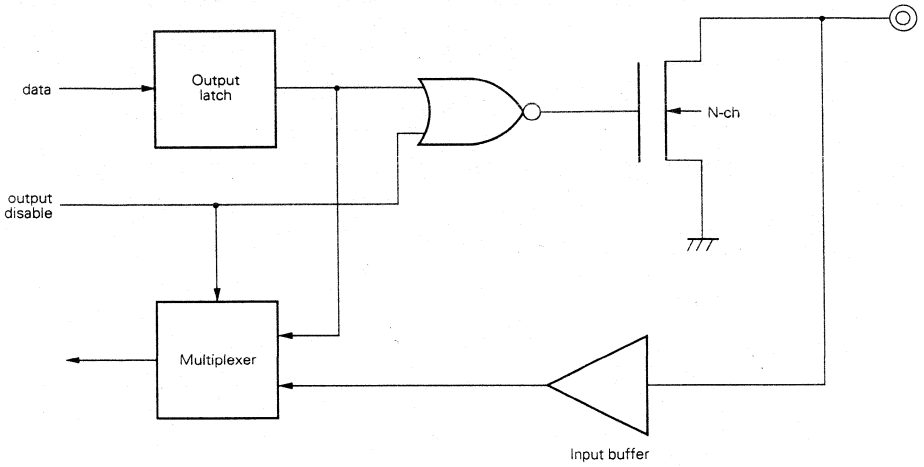 Output
latch
data
N-ch
output
disable
Multiplexer
Input buffer